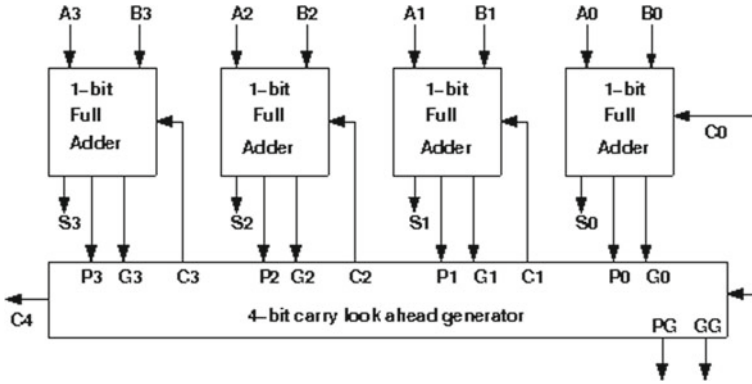 A3 B3 A2 B2 A1 B1 A0 B0
1-bit Full Adder
1-bit Full Adder
1-bit Full Adder
1-bit Full Adder
C0
S3 S2 S1 S0
P3 G3 C3 P2 G2 C2 P1 G1 C1 P0 G0
C4
4-bit carry look ahead generator
PG GG